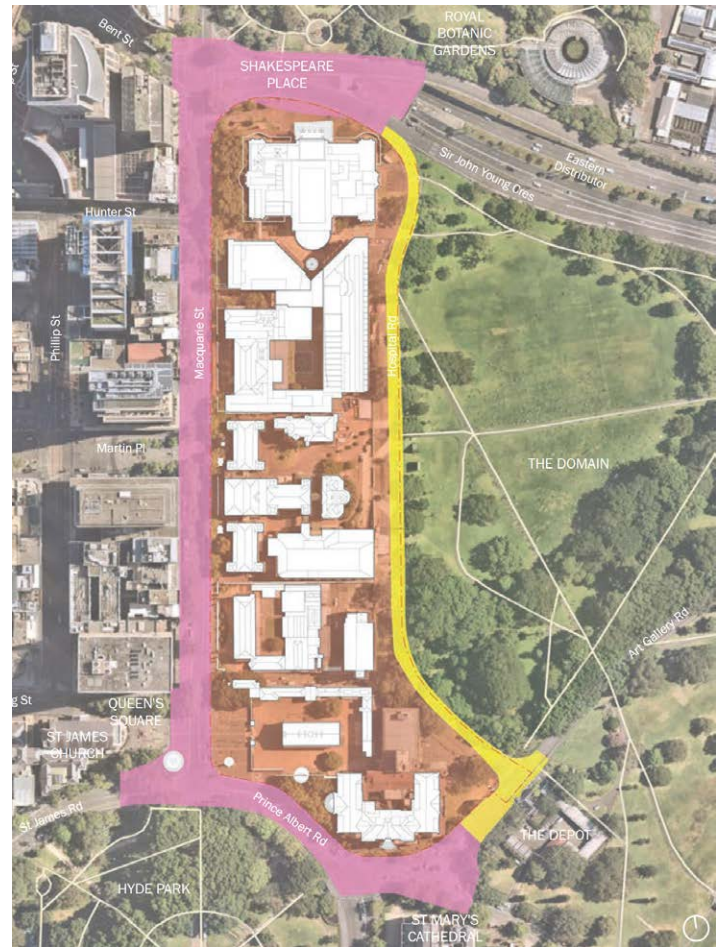 Bent St
ROYAL
BOTANIC
GARDENS
SHAKESPEARE
PLACE
Eastern
Distributor
Sir John Young Cres
Hunter St
Phillip St
Macquarie St
Hospital Rd
Martin Pl
THE DOMAIN
Art Gallery Rd
QUEEN'S
SQUARE
ST JAMES
CHURCH
St James Rd
Prince Albert Rd
THE DEPOT
HYDE PARK
ST MARY'S
CATHEDRAL